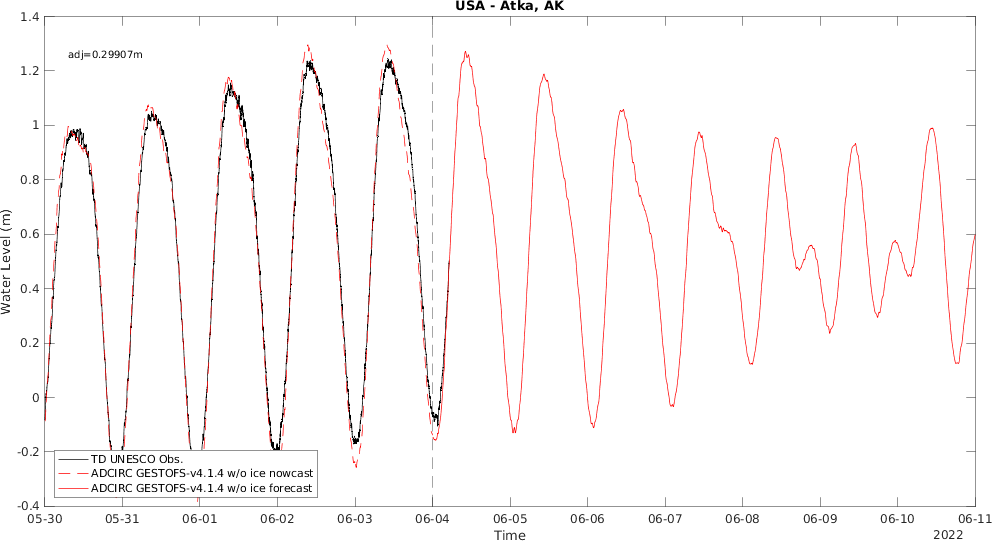 USA - Atka, AK
adj=0.29907m
1.4
1.2
1
0.8
0.6
0.4
0.2
0
-0.2
-0.4
Water Level (m)
TD UNESCO Obs.
ADCIRC GESTOFS-v4.1.4 w/o ice nowcast
ADCIRC GESTOFS-v4.1.4 w/o ice forecast
05-30 05-31 06-01 06-02 06-03 06-04 06-05 06-06 06-07 06-08 06-09 06-10 06-11
Time
2022